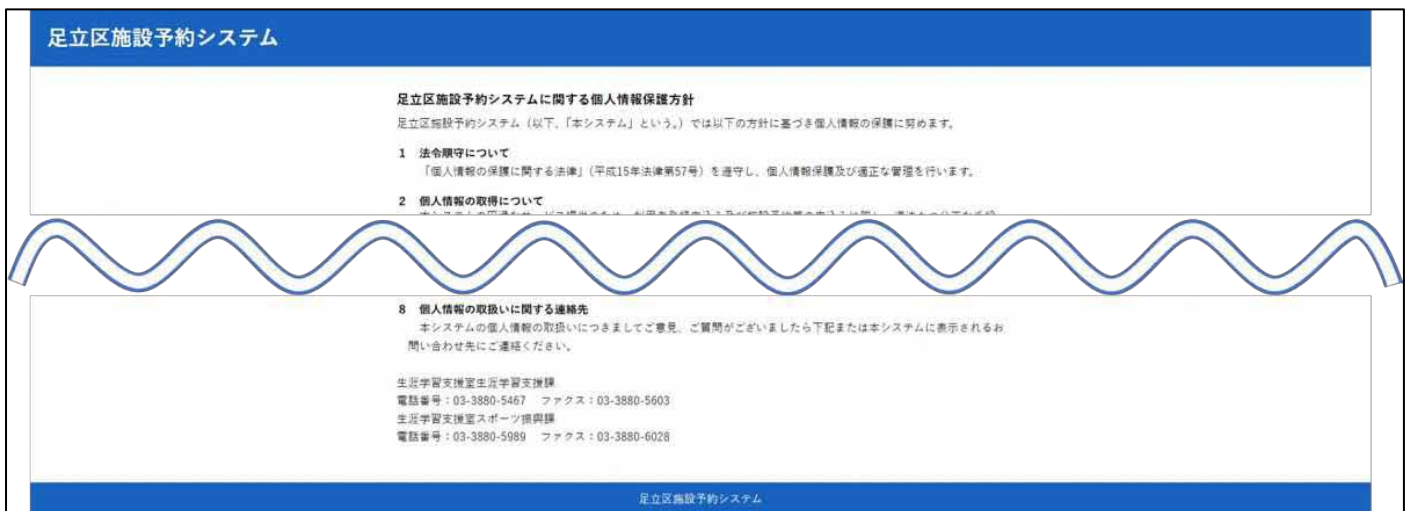 足立区施設予約システム
足立区施設予約システムに関する個人情報保護方針
足立区施設予約システム（以下、「本システム」という。）では以下の方針に基づき個人情報の保護に努めます。
1　法令順守について
「個人情報の保護に関する法律」（平成15年法律第57号）を遵守し、個人情報保護及び適正な管理を行います。
2　個人情報の取得について
8　個人情報の取扱いに関する連絡先
本システムの個人情報の取扱いにつきましてご意見、ご質問がございましたら下記または本システムに表示されるお
問い合わせ先にご連絡ください。
生涯学習支援室生涯学習支援課
電話番号：03-3880-5467　ファクス：03-3880-5603
生涯学習支援室スポーツ振興課
電話番号：03-3880-5989　ファクス：03-3880-6028
足立区施設予約システム